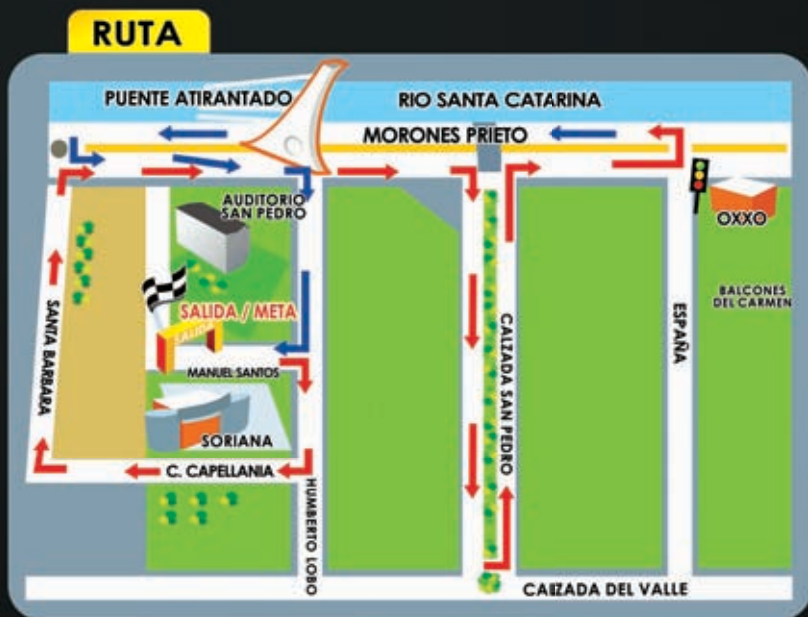 RUTA
PUENTE ATIRANTADO
RIO SANTA CATARINA
MORONES PRIETO
AUDITORIO
SAN PEDRO
OXXO
BALCONES
DEL CARMEN
SALIDA / META
SALIDA
MANUEL SANTOS
SORIANA
C. CAPELLANIA
SANTA BARBARA
HUMBERTO LOBO
CALZADA SAN PEDRO
ESPAÑA
CALZADA DEL VALLE